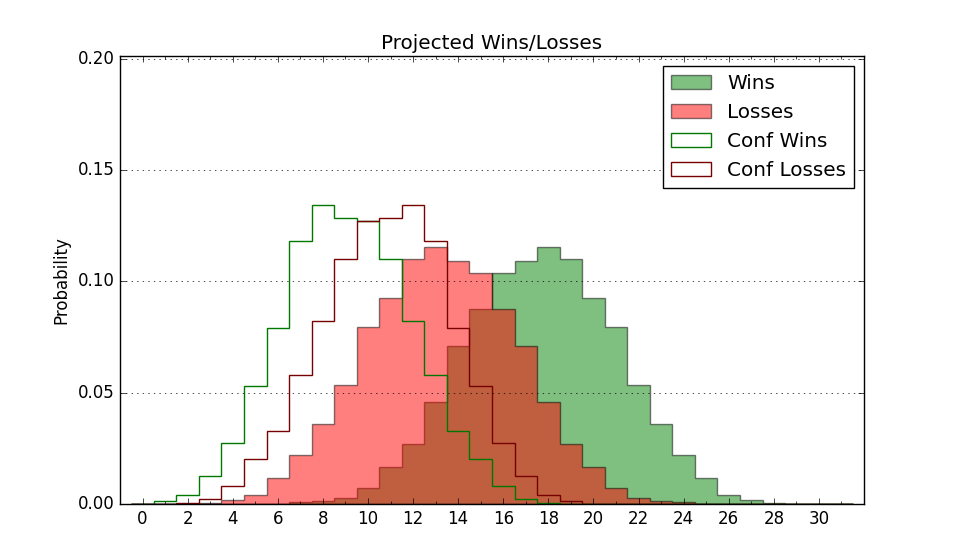 Projected Wins/Losses
Wins
Losses
Conf Wins
Conf Losses
Probability
0.20
0.15
0.10
0.05
0.00
0 2 4 6 8 10 12 14 16 18 20 22 24 26 28 30